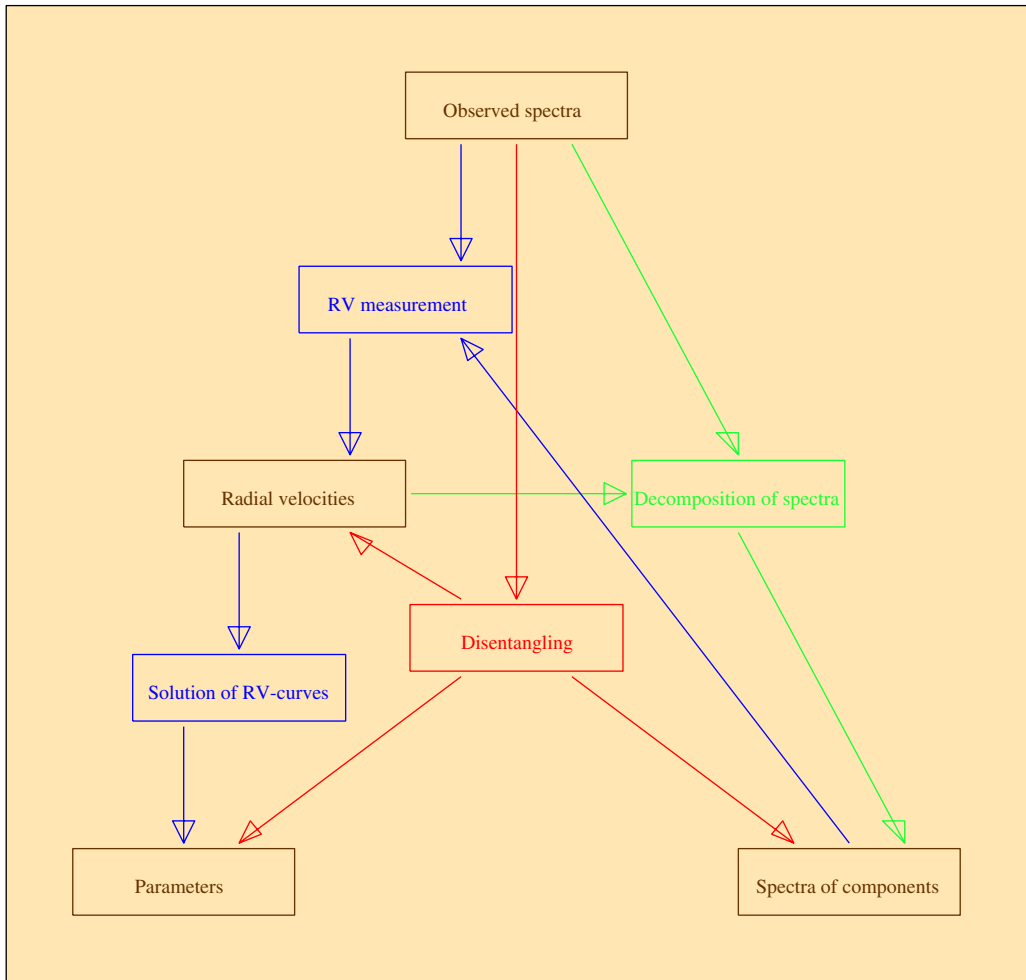 Observed spectra
RV measurement
Radial velocities
Decomposition of spectra
Disentangling
Solution of RV-curves
Parameters
Spectra of components